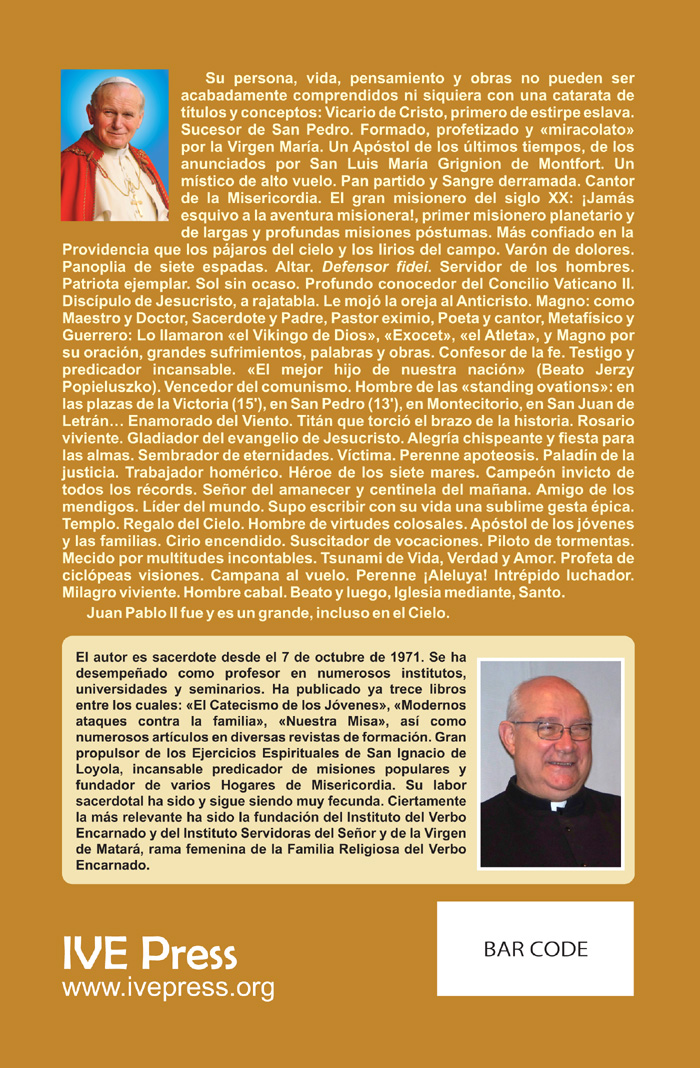 Su persona, vida, pensamiento y obras no pueden ser
acabadamente comprendidos ni siquiera con una catarata de
títulos y conceptos: Vicario de Cristo, primero de estirpe eslava.
Sucesor de San Pedro. Formado, profetizado y «miracolato»
por la Virgen María. Un Apóstol de los últimos tiempos, de los
anunciados por San Luis María Grignion de Montfort. Un
místico de alto vuelo. Pan partido y Sangre derramada. Cantor
de la Misericordia. El gran misionero del siglo XX: ¡Jamás
esquivo a la aventura misionera!, primer misionero planetario y
de largas y profundas misiones póstumas. Más confiado en la
Providencia que los pájaros del cielo y los lirios del campo. Varón de dolores.
Panoplia de siete espadas. Altar. Defensor fidei. Servidor de los hombres.
Patriota ejemplar. Sol sin ocaso. Profundo conocedor del Concilio Vaticano II.
Discípulo de Jesucristo, a rajatabla. Le mojó la oreja al Anticristo. Magno: como
Maestro y Doctor, Sacerdote y Padre, Pastor eximio, Poeta y cantor, Metafísico y
Guerrero: Lo llamaron «el Vikingo de Dios», «Exocet», «el Atleta», y Magno por
su oración, grandes sufrimientos, palabras y obras. Confesor de la fe. Testigo y
predicador incansable. «El mejor hijo de nuestra nación» (Beato Jerzy
Popieluszko). Vencedor del comunismo. Hombre de las «standing ovations»: en
las plazas de la Victoria (15'), en San Pedro (13'), en Montecitorio, en San Juan de
Letrán… Enamorado del Viento. Titán que torció el brazo de la historia. Rosario
viviente. Gladiador del evangelio de Jesucristo. Alegría chispeante y fiesta para
las almas. Sembrador de eternidades. Víctima. Perenne apoteosis. Paladín de la
justicia. Trabajador homérico. Héroe de los siete mares. Campeón invicto de
todos los récords. Señor del amanecer y centinela del mañana. Amigo de los
mendigos. Líder del mundo. Supo escribir con su vida una sublime gesta épica.
Templo. Regalo del Cielo. Hombre de virtudes colosales. Apóstol de los jóvenes
y las familias. Cirio encendido. Suscitador de vocaciones. Piloto de tormentas.
Mecido por multitudes incontables. Tsunami de Vida, Verdad y Amor. Profeta de
ciclópeas visiones. Campana al vuelo. Perenne ¡Aleluya! Intrépido luchador.
Milagro viviente. Hombre cabal. Beato y luego, Iglesia mediante, Santo.
Juan Pablo II fue y es un grande, incluso en el Cielo.
El autor es sacerdote desde el 7 de octubre de 1971. Se ha
desempeñado como profesor en numerosos institutos,
universidades y seminarios. Ha publicado ya trece libros
entre los cuales: «El Catecismo de los Jóvenes», «Modernos
ataques contra la familia», «Nuestra Misa», así como
numerosos artículos en diversas revistas de formación. Gran
propulsor de los Ejercicios Espirituales de San Ignacio de
Loyola, incansable predicador de misiones populares y
fundador de varios Hogares de Misericordia. Su labor
sacerdotal ha sido y sigue siendo muy fecunda. Ciertamente
la más relevante ha sido la fundación del Instituto del Verbo
Encarnado y del Instituto Servidoras del Señor y de la Virgen
de Matará, rama femenina de la Familia Religiosa del Verbo
Encarnado.
IVE Press
www.ivepress.org
BAR CODE